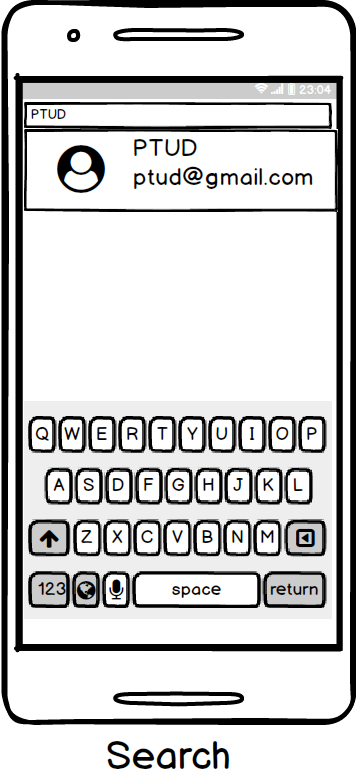 23:04
PTUD
PTUD
ptud@gmail.com
Q W E R T Y U I O P
A S D F G H J K L
Z X C V B N M
123 space return
Search